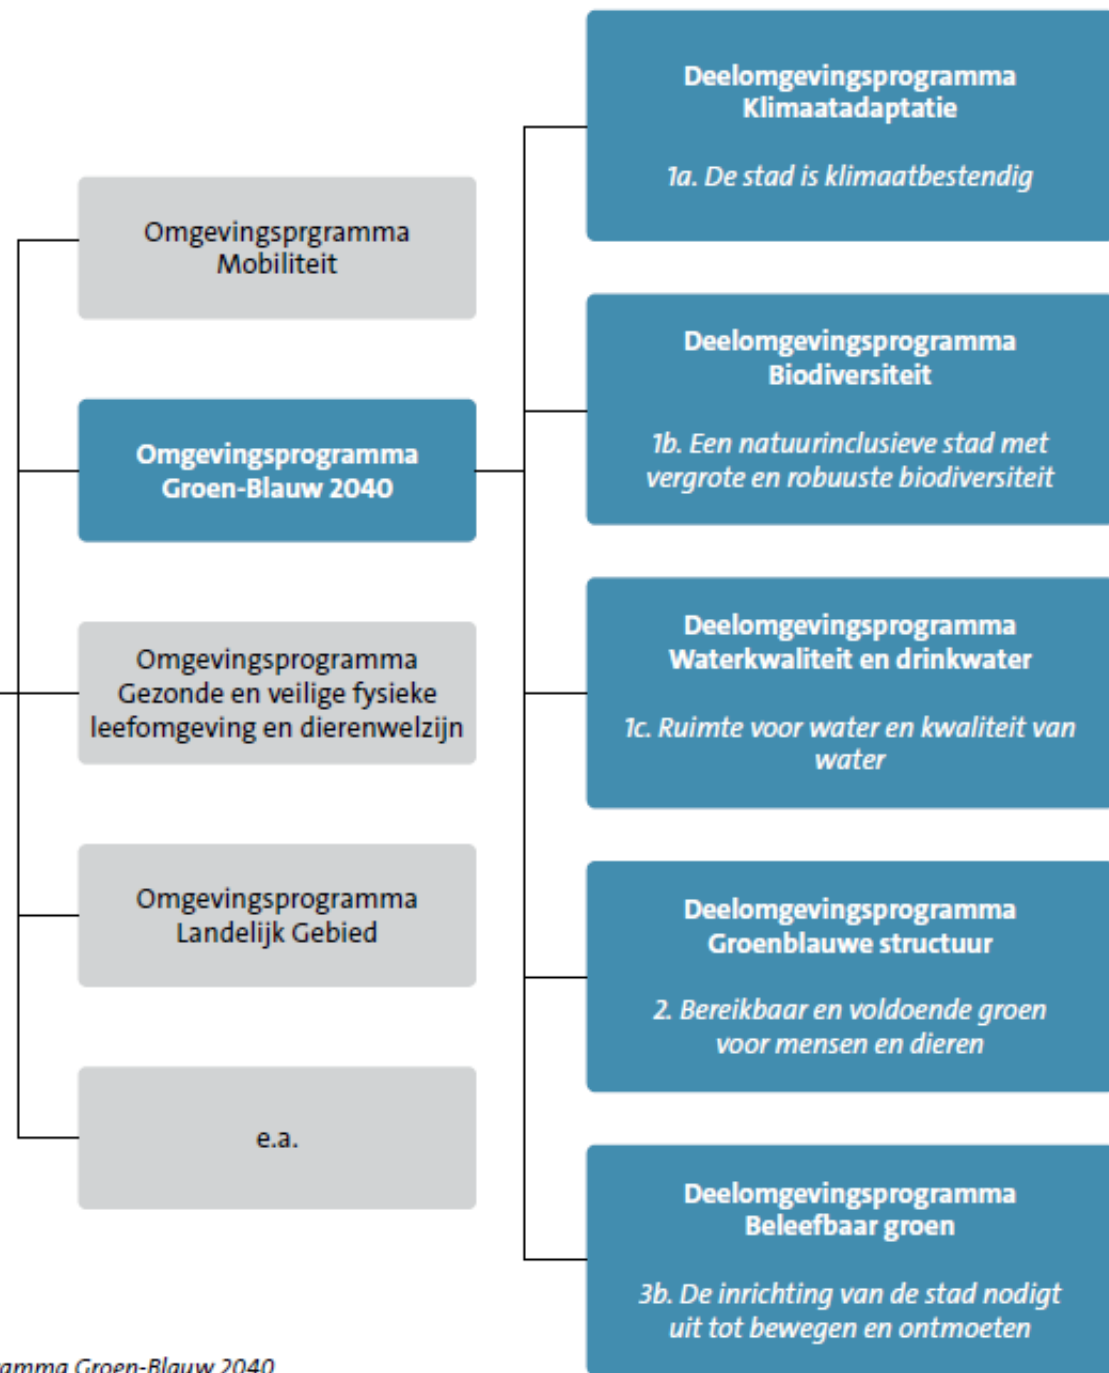 Omgevingsprgramma
Mobiliteit
Omgevingsprogramma
Groen-Blauw 2040
Omgevingsprogramma
Gezonde en veilige fysieke
leefomgeving en dierenwelzijn
Omgevingsprogramma
Landelijk Gebied
e.a.
Deelomgevingsprogramma
Klimaatadaptatie
1a. De stad is klimaatbestendig
Deelomgevingsprogramma
Biodiversiteit
1b. Een natuurinclusieve stad met
vergrote en robuuste biodiversiteit
Deelomgevingsprogramma
Waterkwaliteit en drinkwater
1c. Ruimte voor water en kwaliteit van
water
Deelomgevingsprogramma
Groenblauwe structuur
2. Bereikbaar en voldoende groen
voor mensen en dieren
Deelomgevingsprogramma
Beleefbaar groen
3b. De inrichting van de stad nodigt
uit tot bewegen en ontmoeten
Groen-Blauw 2040